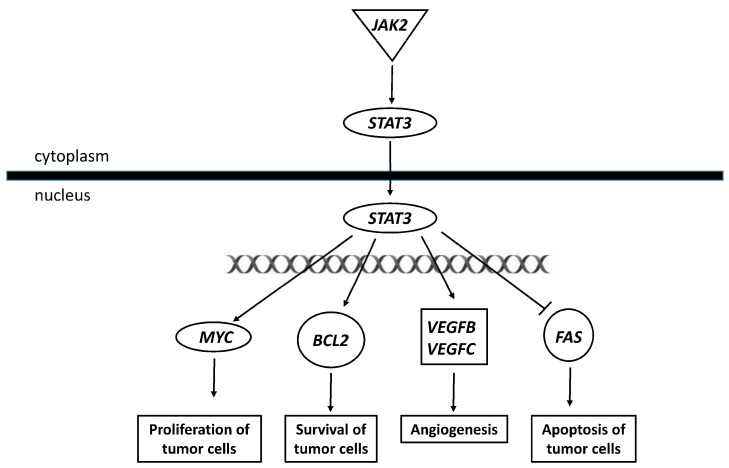 JAK2
STAT3
cytoplasm
nucleus
STAT3
MYC
BCL2
VEGFB
VEGFC
FAS
Proliferation of
tumor cells
Survival of
tumor cells
Angiogenesis
Apoptosis of
tumor cells